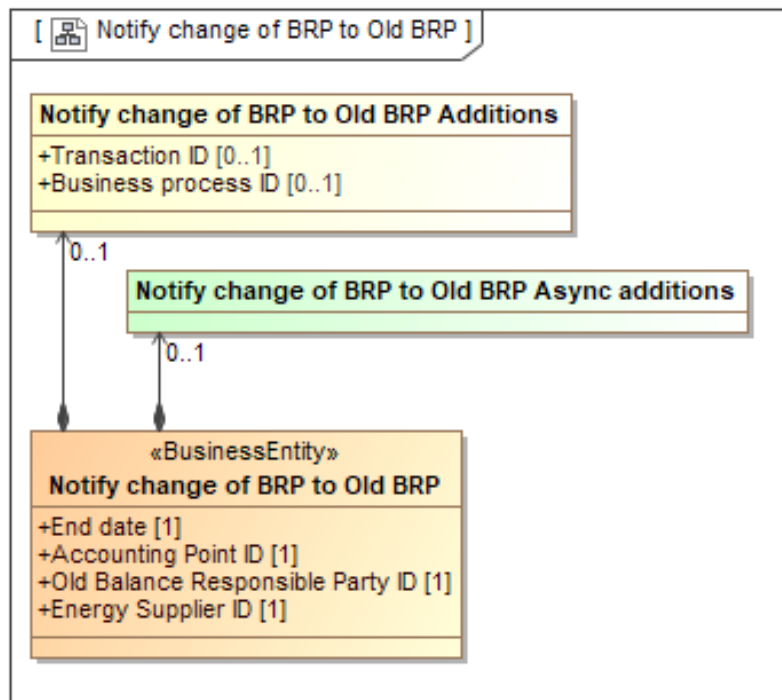 [ Notify change of BRP to Old BRP ]
Notify change of BRP to Old BRP Additions
+Transaction ID [0..1]
+Business process ID [0..1]
0..1
Notify change of BRP to Old BRP Async additions
0..1
«BusinessEntity»
Notify change of BRP to Old BRP
+End date [1]
+Accounting Point ID [1]
+Old Balance Responsible Party ID [1]
+Energy Supplier ID [1]